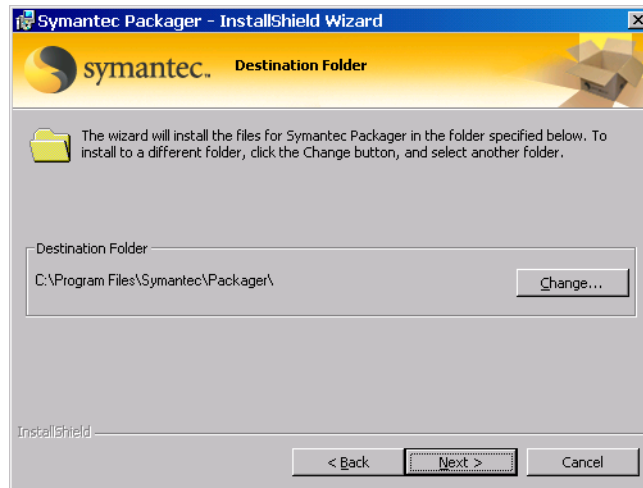 Symantec Packager - InstallShield Wizard
symantec.
Destination Folder
The wizard will install the files for Symantec Packager in the folder specified below. To
install to a different folder, click the Change button, and select another folder.
Destination Folder
C:\Program Files\Symantec\Packager\
Change...
InstallShield
< Back
Next >
Cancel